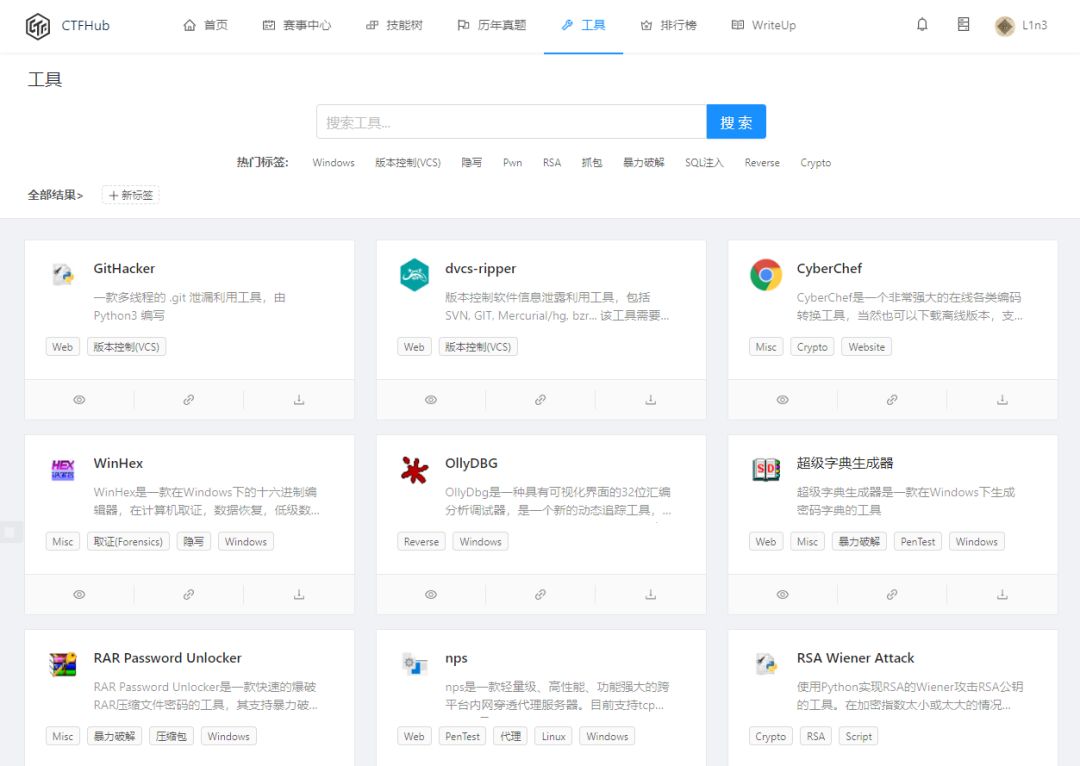 CTFHub 首页 赛事中心 技能树 历年真题 工具 排行榜 WriteUp L1n3
工具
搜索工具... 搜 索
热门标签: Windows 版本控制(VCS) 隐写 Pwn RSA 抓包 暴力破解 SQL注入 Reverse Crypto
全部结果> + 新标签
GitHacker
一款多线程的 .git 泄漏利用工具，由
Python3 编写
Web 版本控制(VCS)
dvcs-ripper
版本控制软件信息泄露利用工具，包括
SVN, GIT, Mercurial/hg, bzr... 该工具需要...
Web 版本控制(VCS)
CyberChef
CyberChef是一个非常强大的在线各类编码
转换工具，当然也可以下载离线版本，支...
Misc Crypto Website
WinHex
WinHex是一款在Windows下的十六进制编
辑器，在计算机取证，数据恢复，低级数...
Misc 取证(Forensics) 隐写 Windows
OllyDBG
OllyDbg是一种具有可视化界面的32位汇编
分析调试器，是一个新的动态追踪工具，...
Reverse Windows
超级字典生成器
超级字典生成器是一款在Windows下生成
密码字典的工具
Web Misc 暴力破解 PenTest Windows
RAR Password Unlocker
RAR Password Unlocker是一款快速的爆破
RAR压缩文件密码的工具，其支持暴力破...
Misc 暴力破解 压缩包 Windows
nps
nps是一款轻量级、高性能、功能强大的跨
平台内网穿透代理服务器。目前支持tcp...
Web PenTest 代理 Linux Windows
RSA Wiener Attack
使用Python实现RSA的Wiener攻击RSA公钥
的工具。在加密指数太小或太大的情况...
Crypto RSA Script